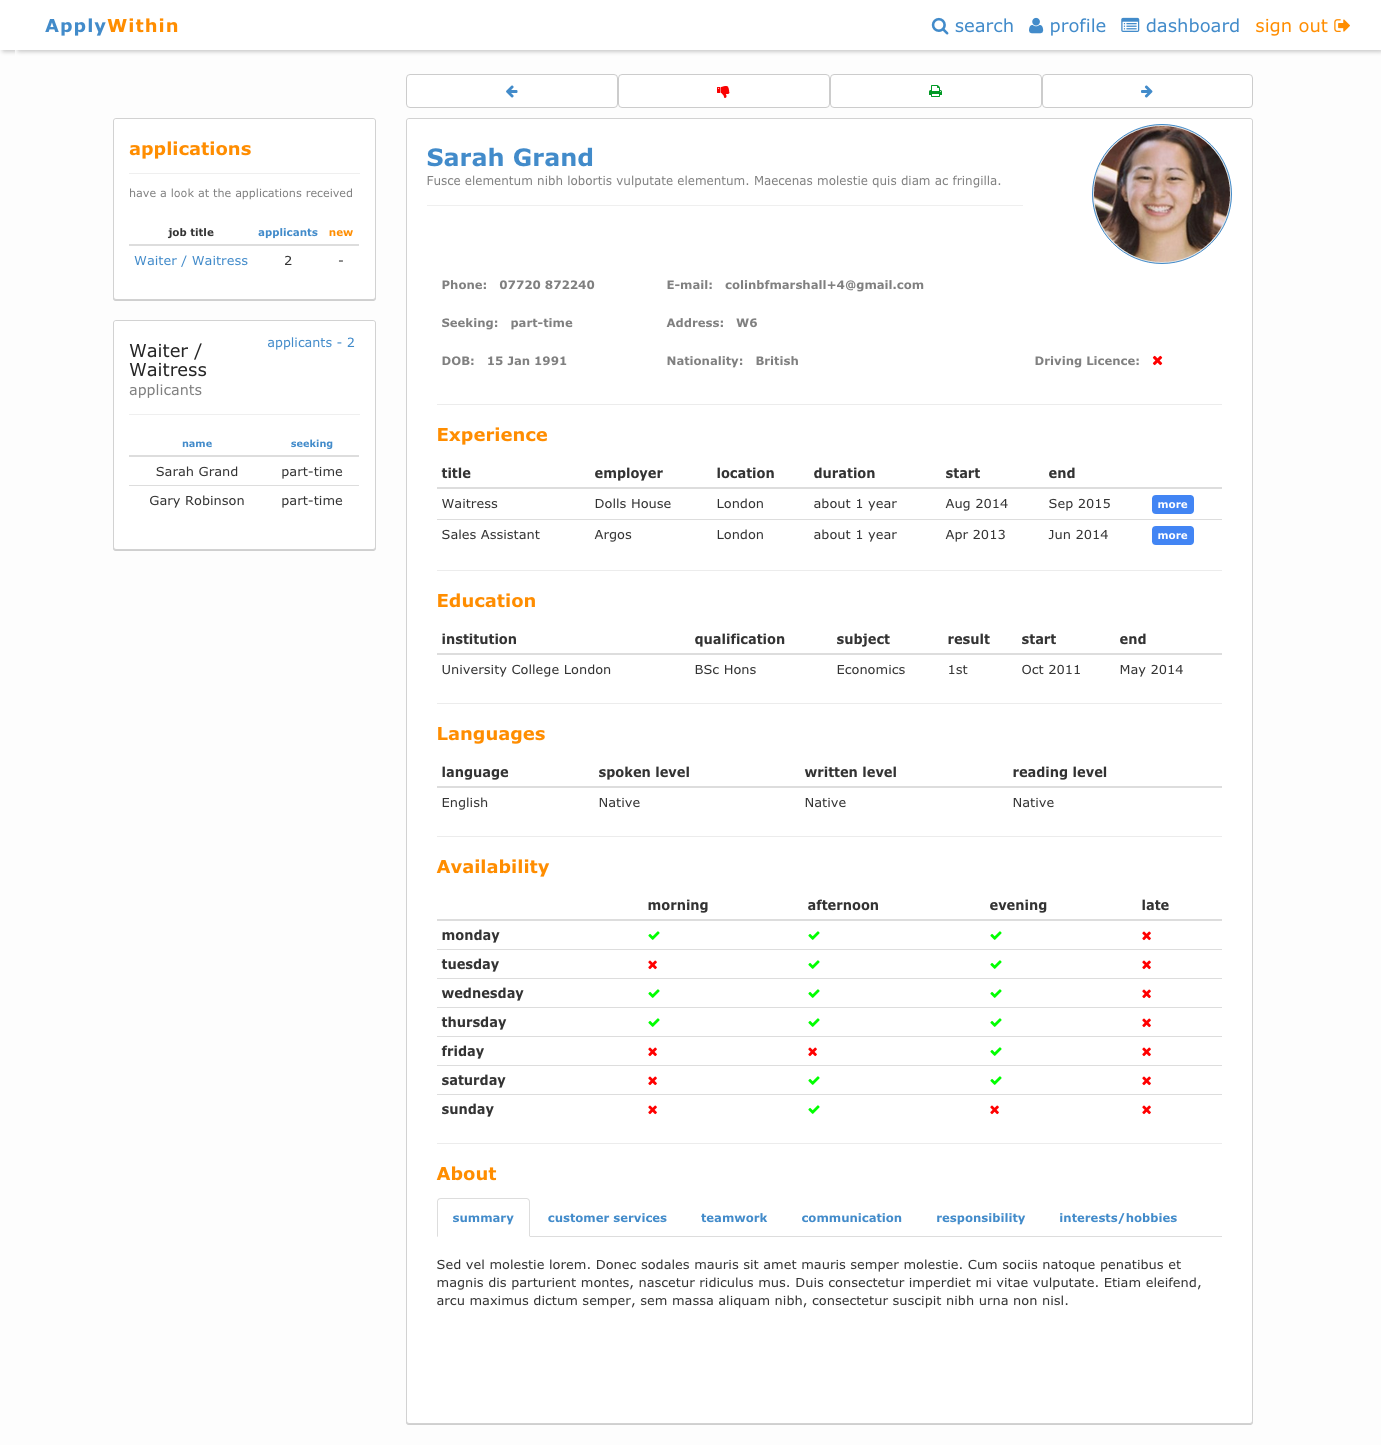 ApplyWithin
search profile dashboard sign out
applications
have a look at the applications received
job title applicants new
Waiter / Waitress 2 -
Waiter / Waitress
applicants - 2
applicants
name seeking
Sarah Grand part-time
Gary Robinson part-time
Sarah Grand
Fusce elementum nibh lobortis vulputate elementum. Maecenas molestie quis diam ac fringilla.
Phone: 07720 872240 E-mail: colinbfmarshall+4@gmail.com
Seeking: part-time Address: W6
DOB: 15 Jan 1991 Nationality: British Driving Licence:
Experience
title employer location duration start end
Waitress Dolls House London about 1 year Aug 2014 Sep 2015 more
Sales Assistant Argos London about 1 year Apr 2013 Jun 2014 more
Education
institution qualification subject result start end
University College London BSc Hons Economics 1st Oct 2011 May 2014
Languages
language spoken level written level reading level
English Native Native Native
Availability
morning afternoon evening late
monday
tuesday
wednesday
thursday
friday
saturday
sunday
About
summary customer services teamwork communication responsibility interests/hobbies
Sed vel molestie lorem. Donec sodales mauris sit amet mauris semper molestie. Cum sociis natoque penatibus et
magnis dis parturient montes, nascetur ridiculus mus. Duis consectetur imperdiet mi vitae vulputate. Etiam eleifend,
arcu maximus dictum semper, sem massa aliquam nibh, consectetur suscipit nibh urna non nisl.